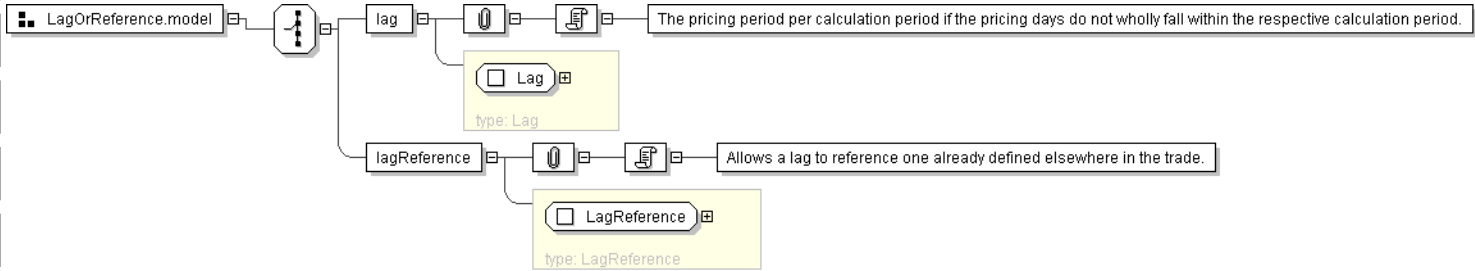 LagOrReference.model
lag
The pricing period per calculation period if the pricing days do not wholly fall within the respective calculation period.
Lag
type: Lag
lagReference
Allows a lag to reference one already defined elsewhere in the trade.
LagReference
type: LagReference